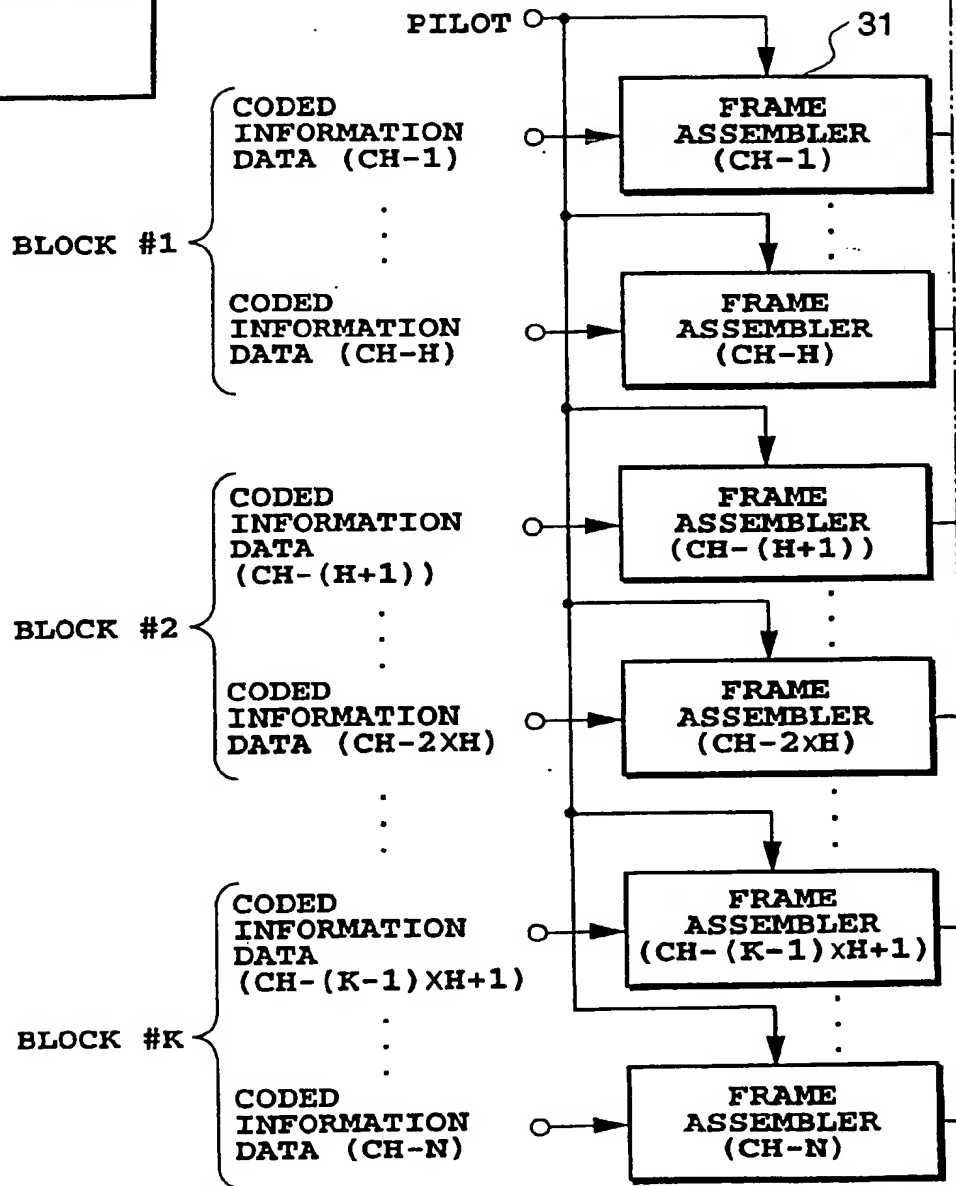 PILOT
31
CODED
INFORMATION
DATA (CH-1)
FRAME
ASSEMBLER
(CH-1)
BLOCK #1
CODED
INFORMATION
DATA (CH-H)
FRAME
ASSEMBLER
(CH-H)
CODED
INFORMATION
DATA
(CH-(H+1))
FRAME
ASSEMBLER
(CH-(H+1))
BLOCK #2
CODED
INFORMATION
DATA (CH-2XH)
FRAME
ASSEMBLER
(CH-2xH)
CODED
INFORMATION
DATA
(CH-(K-1)XH+1)
FRAME
ASSEMBLER
(CH-(K-1)xH+1)
BLOCK #K
CODED
INFORMATION
DATA (CH-N)
FRAME
ASSEMBLER
(CH-N)